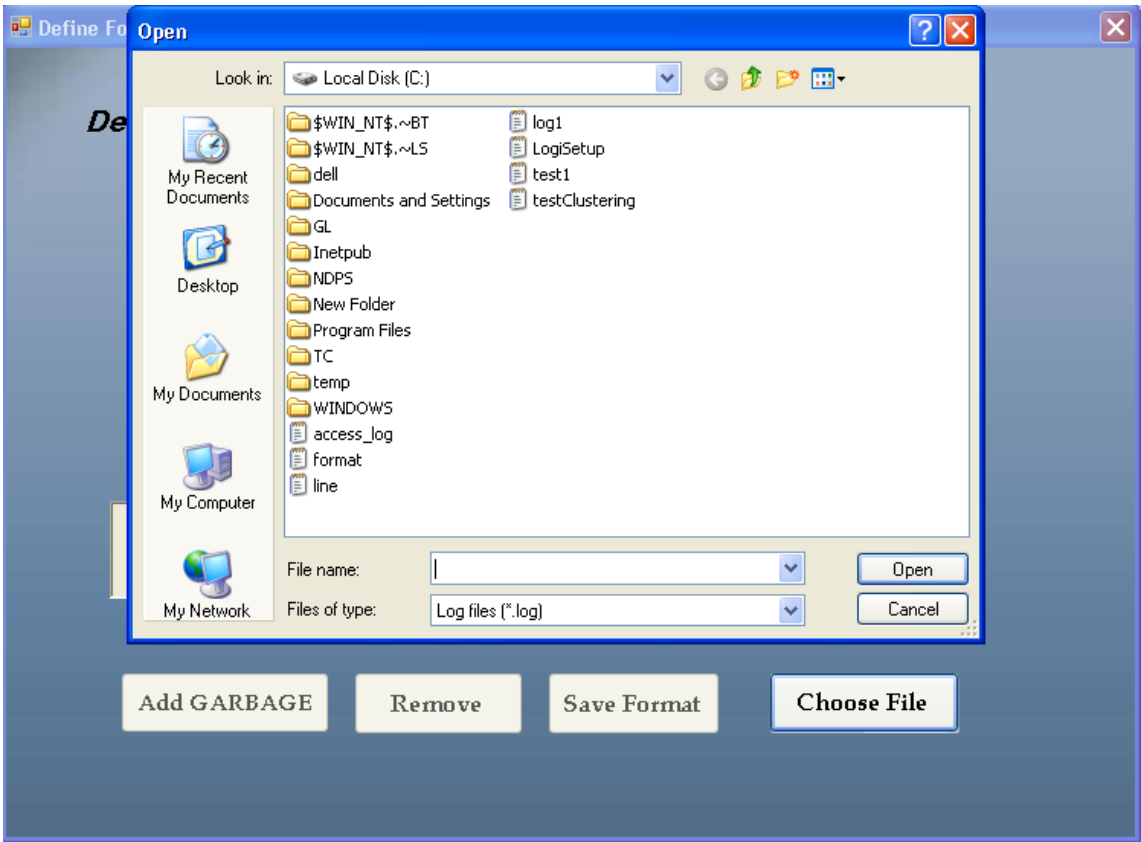 Define Fo
Open
Look in: Local Disk (C:)
De
My Recent
Documents
Desktop
My Documents
My Computer
My Network
$WIN_NT$.~BT
$WIN_NT$.~LS
dell
Documents and Settings
GL
Inetpub
NDPS
New Folder
Program Files
TC
temp
WINDOWS
access_log
format
line
log1
LogiSetup
test1
testClustering
File name:
Open
Files of type: Log files (*.log)
Cancel
Add GARBAGE
Remove
Save Format
Choose File